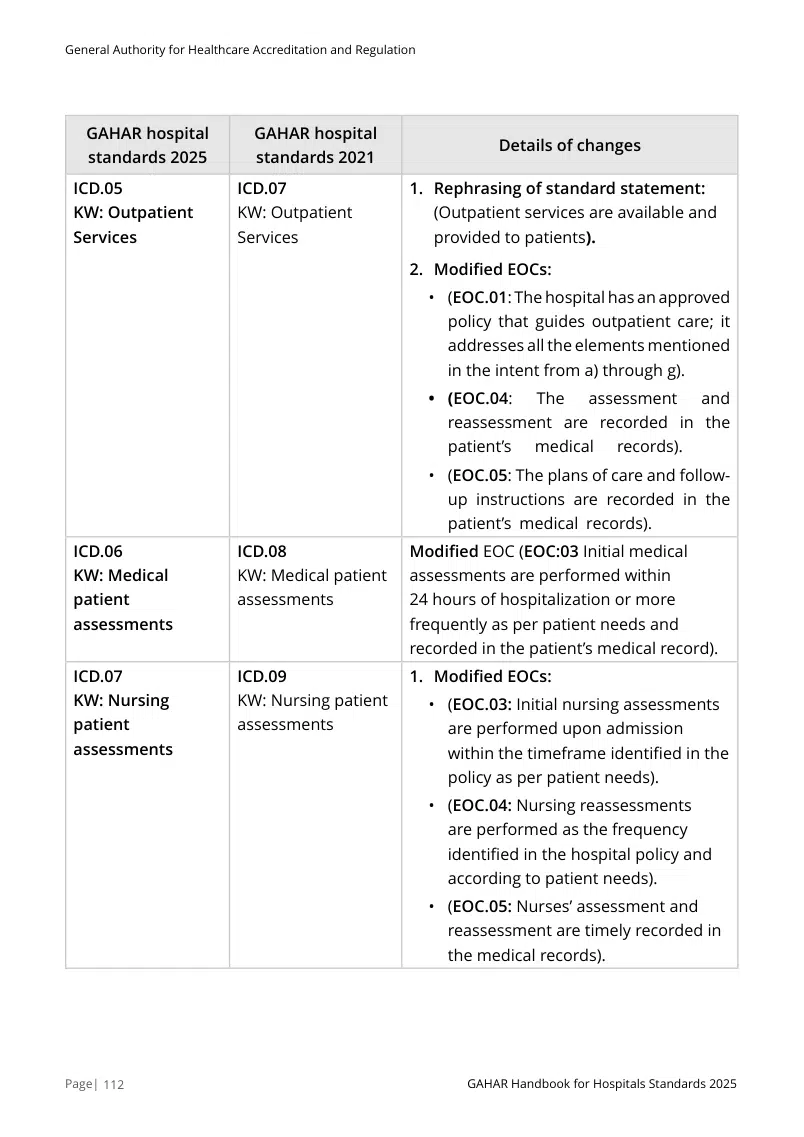 General Authority for Healthcare Accreditation and Regulation
GAHAR hospital
standards 2025
GAHAR hospital
standards 2021
Details of changes
ICD.05
KW: Outpatient
Services
ICD.07
KW: Outpatient
Services
1. Rephrasing of standard statement:
(Outpatient services are available and
provided to patients).
2. Modified EOCs:
• (EOC.01: The hospital has an approved
policy that guides outpatient care; it
addresses all the elements mentioned
in the intent from a) through g).
• (EOC.04: The assessment and
reassessment are recorded in the
patient’s medical records).
• (EOC.05: The plans of care and follow-
up instructions are recorded in the
patient’s medical records).
ICD.06
KW: Medical
patient
assessments
ICD.08
KW: Medical patient
assessments
Modified EOC (EOC:03 Initial medical
assessments are performed within
24 hours of hospitalization or more
frequently as per patient needs and
recorded in the patient’s medical record).
ICD.07
KW: Nursing
patient
assessments
ICD.09
KW: Nursing patient
assessments
1. Modified EOCs:
• (EOC.03: Initial nursing assessments
are performed upon admission
within the timeframe identified in the
policy as per patient needs).
• (EOC.04: Nursing reassessments
are performed as the frequency
identified in the hospital policy and
according to patient needs).
• (EOC.05: Nurses’ assessment and
reassessment are timely recorded in
the medical records).
Page| 112
GAHAR Handbook for Hospitals Standards 2025